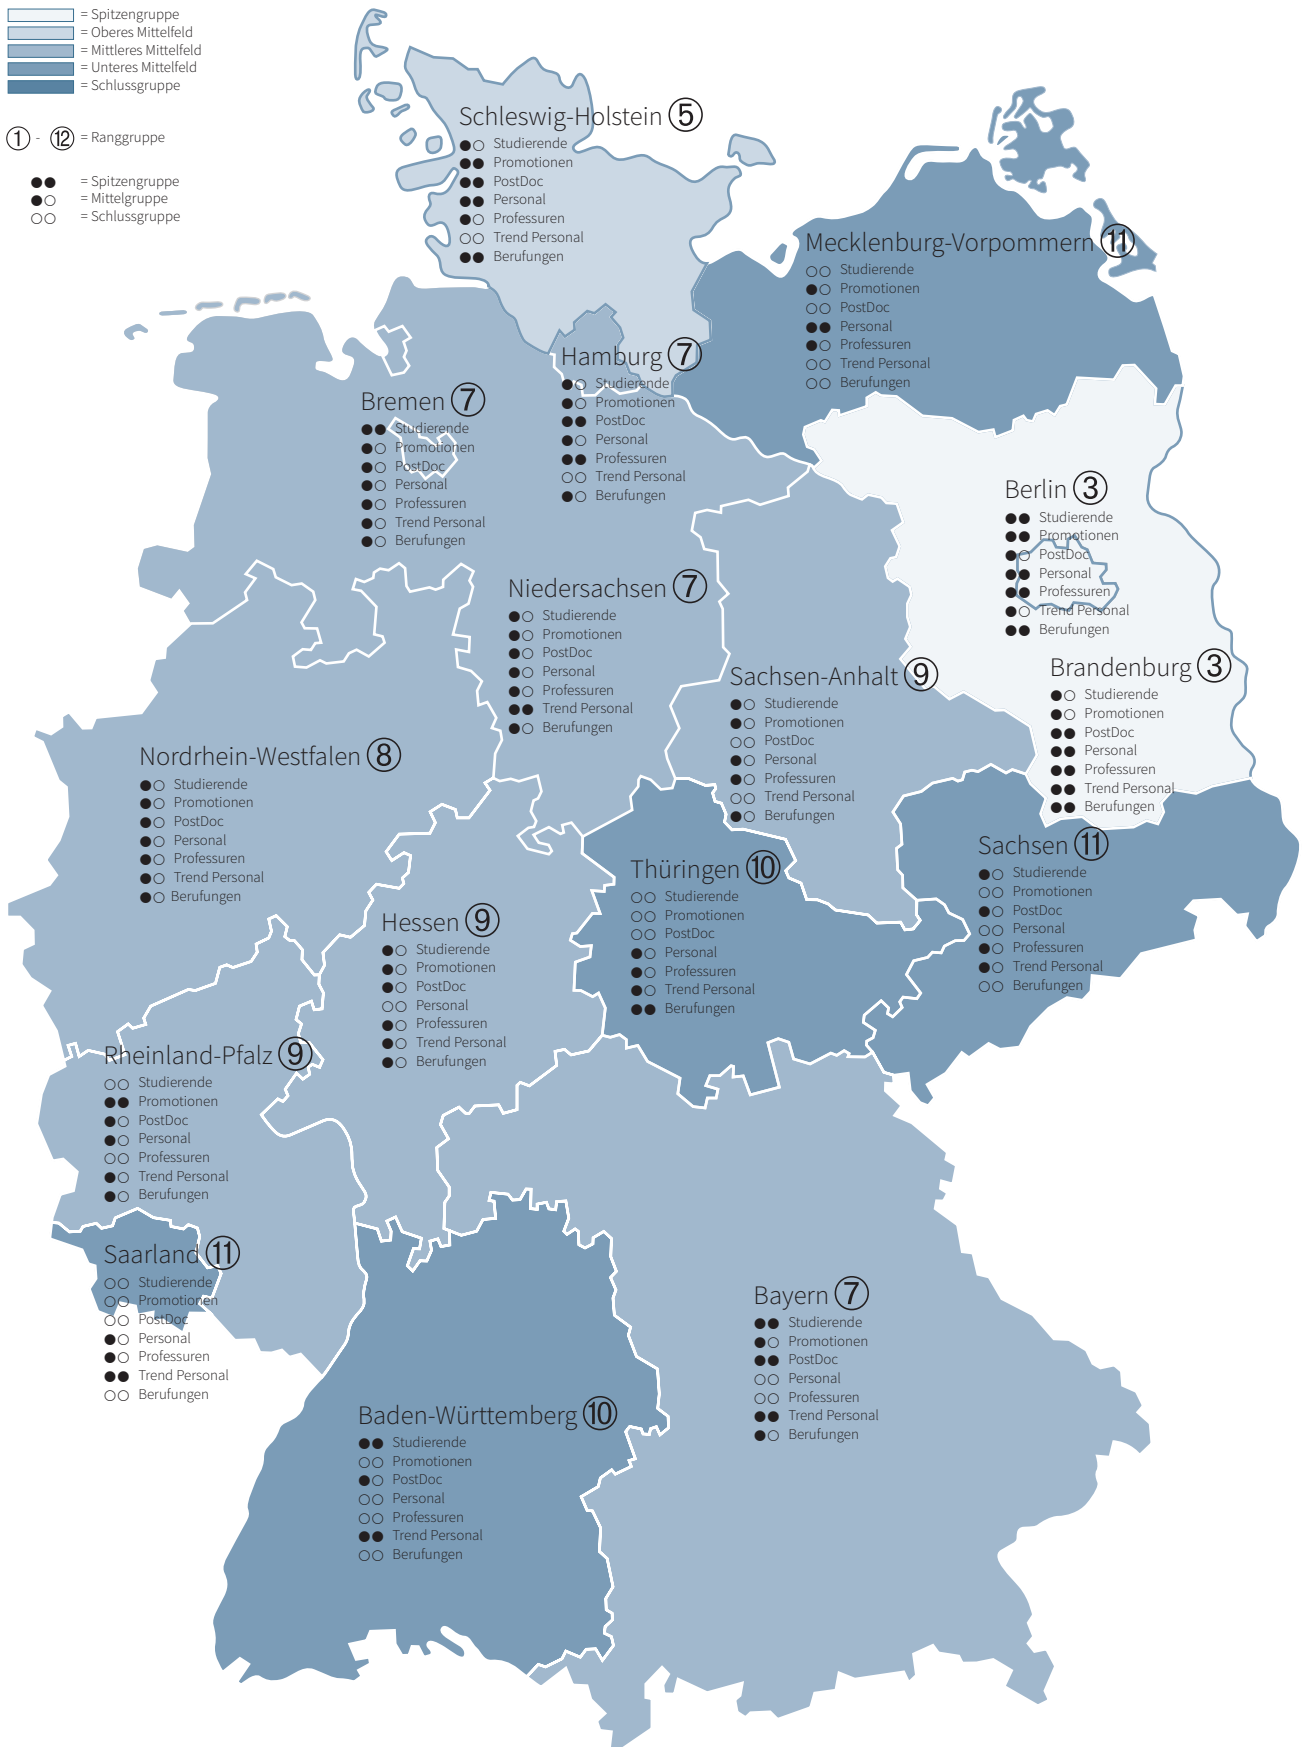 = Spitzengruppe
= Oberes Mittelfeld
= Mittleres Mittelfeld
= Unteres Mittelfeld
= Schlussgruppe
① - ⑫ = Ranggruppe
●● = Spitzengruppe
●○ = Mittelgruppe
○○ = Schlussgruppe
Schleswig-Holstein ⑤
●○ Studierende
●● Promotionen
●● PostDoc
●● Personal
●○ Professuren
○○ Trend Personal
●● Berufungen
Mecklenburg-Vorpommern ⑪
○○ Studierende
●○ Promotionen
○○ PostDoc
●● Personal
●○ Professuren
○○ Trend Personal
○○ Berufungen
Hamburg ⑦
●○ Studierende
●○ Promotionen
●● PostDoc
●○ Personal
●● Professuren
○○ Trend Personal
●○ Berufungen
Bremen ⑦
●● Studierende
●○ Promotionen
●○ PostDoc
●○ Personal
●○ Professuren
●○ Trend Personal
●○ Berufungen
Berlin ③
●● Studierende
●● Promotionen
●○ PostDoc
●● Personal
●● Professuren
●○ Trend Personal
●● Berufungen
Niedersachsen ⑦
●○ Studierende
●○ Promotionen
●○ PostDoc
●○ Personal
●○ Professuren
●● Trend Personal
●○ Berufungen
Brandenburg ③
●○ Studierende
●○ Promotionen
●● PostDoc
●● Personal
●● Professuren
●● Trend Personal
●● Berufungen
Sachsen-Anhalt ⑨
●○ Studierende
●○ Promotionen
○○ PostDoc
●○ Personal
●○ Professuren
○○ Trend Personal
●○ Berufungen
Nordrhein-Westfalen ⑧
●○ Studierende
●○ Promotionen
●○ PostDoc
●○ Personal
●○ Professuren
●○ Trend Personal
●○ Berufungen
Sachsen ⑪
●○ Studierende
○○ Promotionen
●○ PostDoc
○○ Personal
●○ Professuren
●○ Trend Personal
○○ Berufungen
Thüringen ⑩
○○ Studierende
○○ Promotionen
○○ PostDoc
●○ Personal
●○ Professuren
●○ Trend Personal
●● Berufungen
Hessen ⑨
●○ Studierende
●○ Promotionen
●○ PostDoc
○○ Personal
●○ Professuren
●○ Trend Personal
●○ Berufungen
Rheinland-Pfalz ⑨
○○ Studierende
●● Promotionen
●○ PostDoc
●○ Personal
○○ Professuren
●○ Trend Personal
●○ Berufungen
Saarland ⑪
○○ Studierende
○○ Promotionen
○○ PostDoc
●○ Personal
●○ Professuren
●● Trend Personal
○○ Berufungen
Bayern ⑦
●● Studierende
●○ Promotionen
●● PostDoc
○○ Personal
○○ Professuren
●● Trend Personal
●○ Berufungen
Baden-Württemberg ⑩
●● Studierende
○○ Promotionen
●○ PostDoc
○○ Personal
○○ Professuren
●● Trend Personal
○○ Berufungen